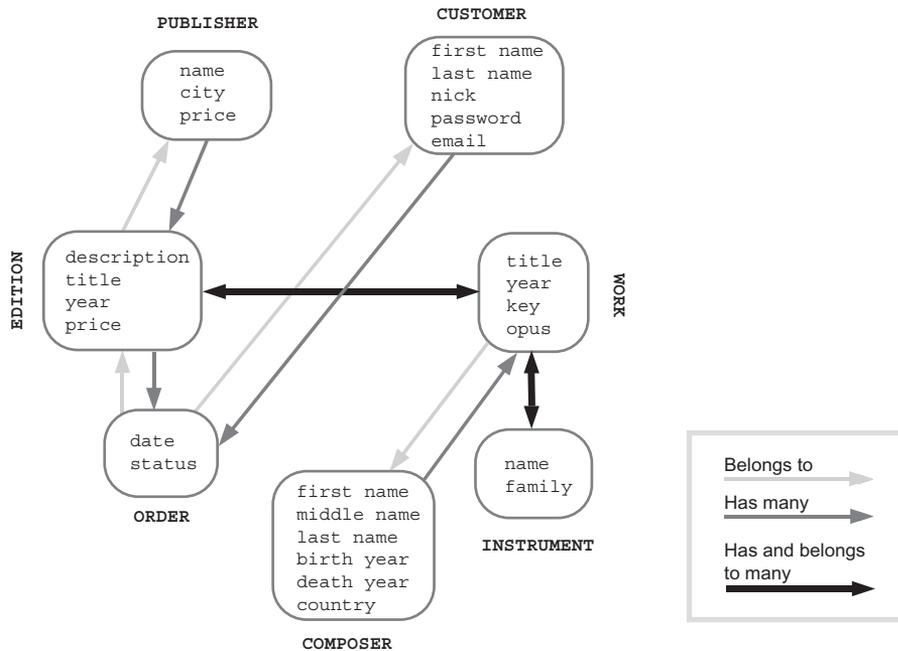 PUBLISHER
name
city
price
CUSTOMER
first name
last name
nick
password
email
EDITION
description
title
year
price
title
year
key
opus
WORK
date
status
ORDER
first name
middle name
last name
birth year
death year
country
COMPOSER
name
family
INSTRUMENT
Belongs to
Has many
Has and belongs
to many